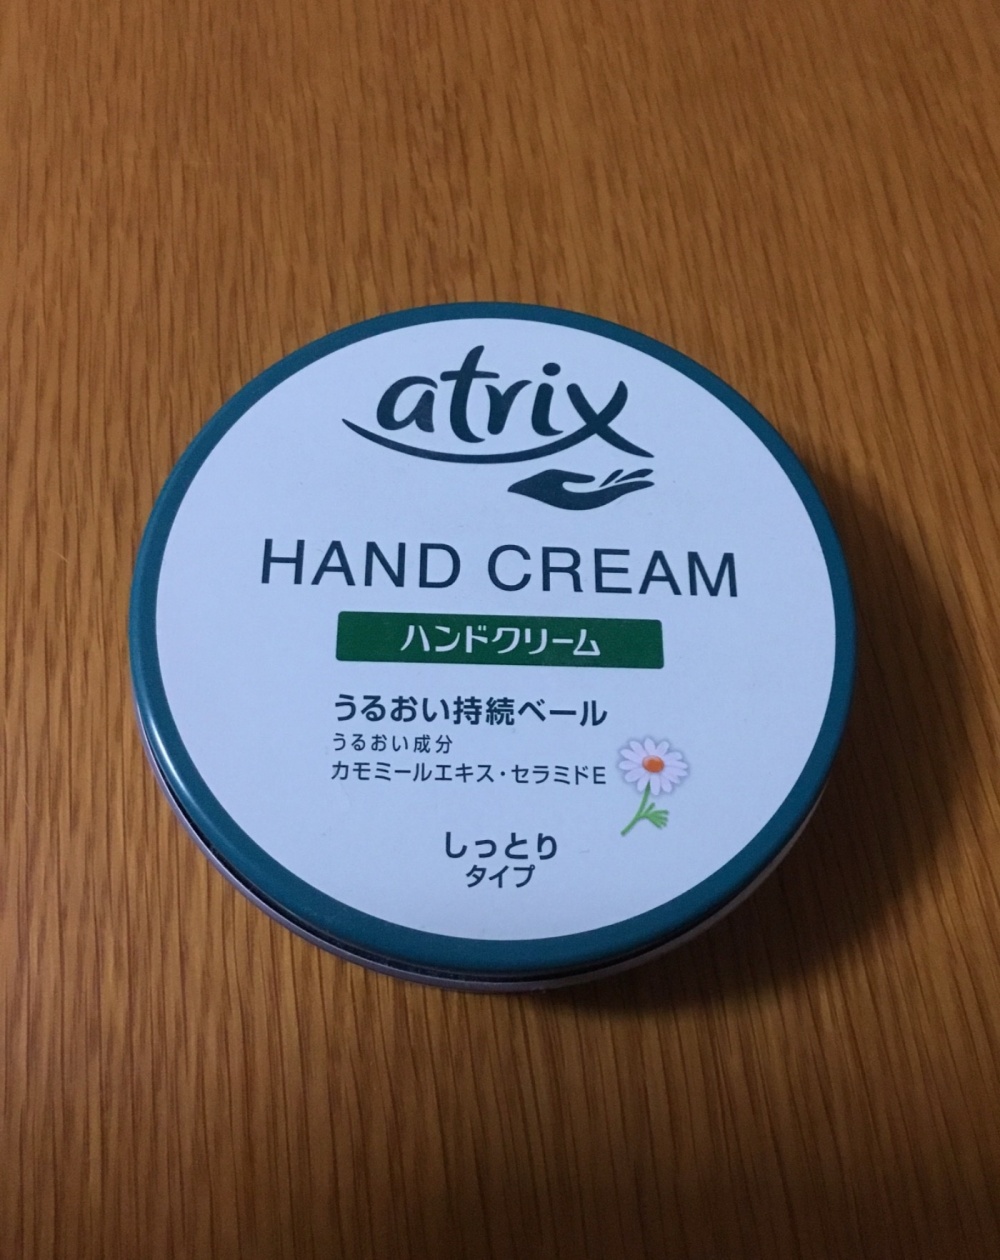 atrix
HAND CREAM
ハンドクリーム
うるおい持続ベール
うるおい成分
カモミールエキス・セラミドE
しっとり
タイプ